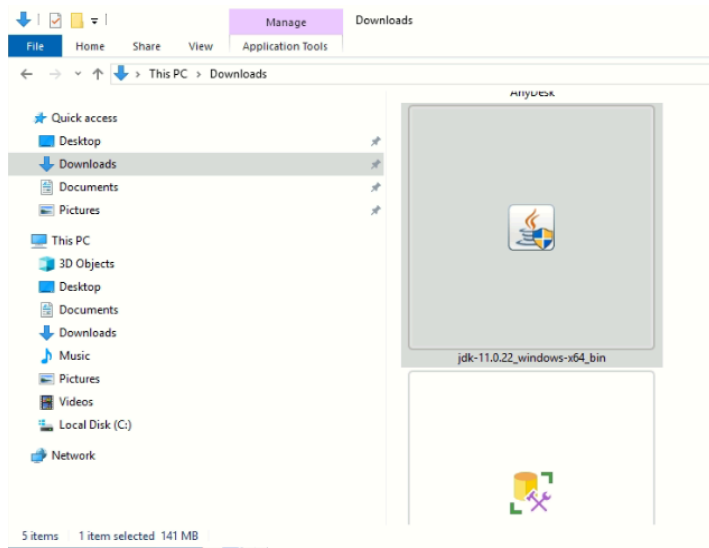 Manage
Downloads
File
Home
Share
View
Application Tools
This PC > Downloads
AnyDesk
Quick access
Desktop
Downloads
Documents
Pictures
This PC
3D Objects
Desktop
Documents
Downloads
Music
Pictures
Videos
Local Disk (C:)
Network
jdk-11.0.22_windows-x64_bin
5 items
1 item selected 141 MB